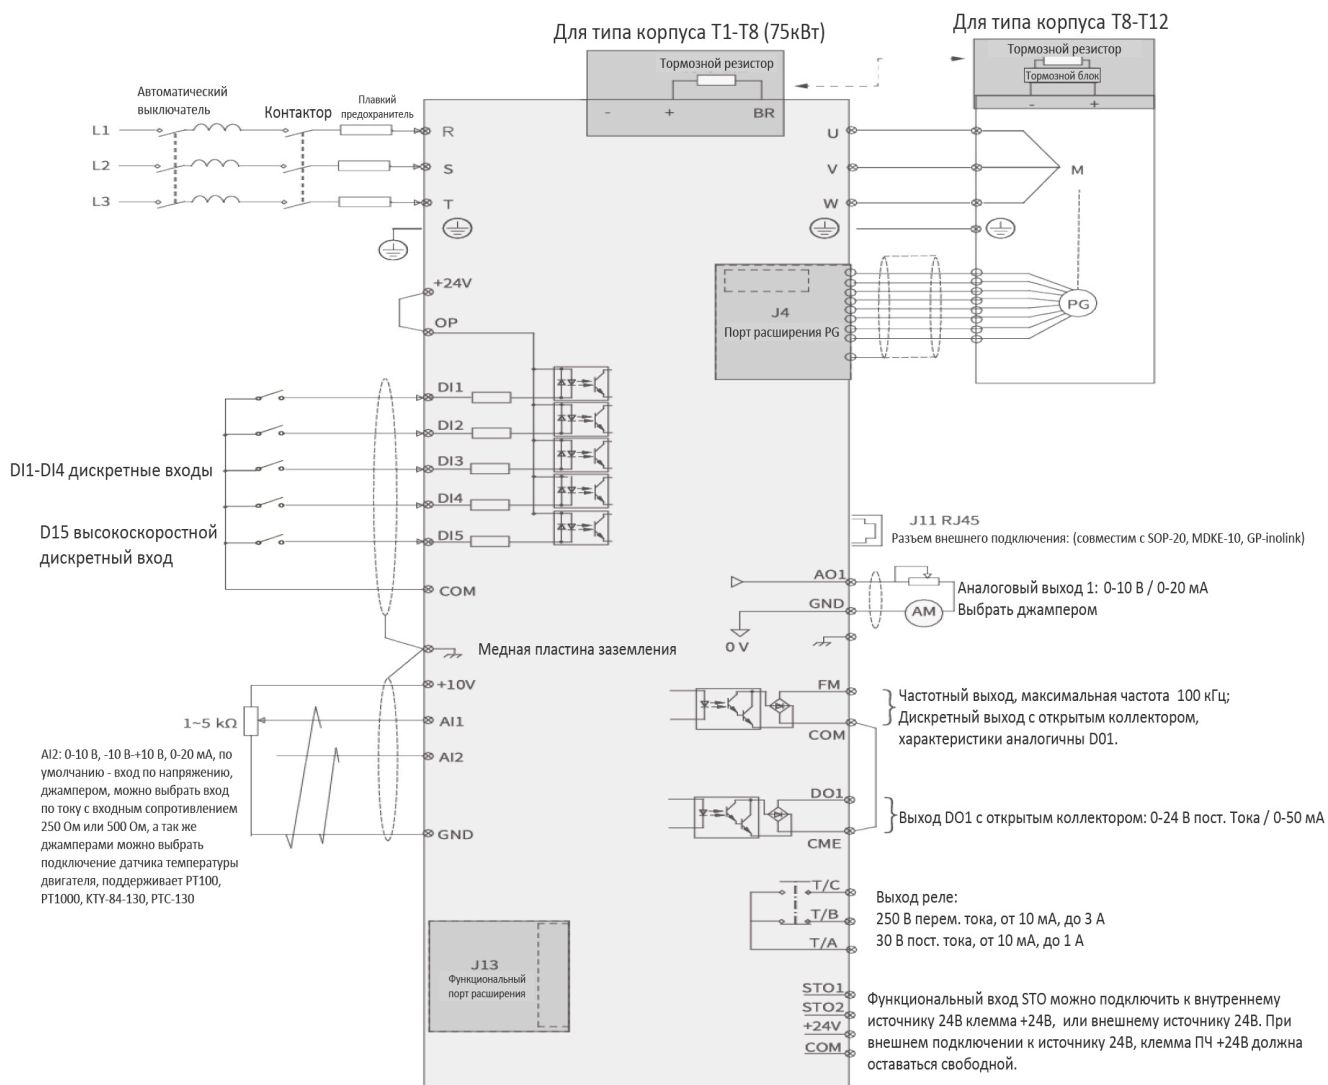 Для типа корпуса Т1-Т8 (75кВт)
Для типа корпуса Т8-Т12
Тормозной резистор
Тормозной резистор
Тормозной блок
-
+
BR
-
+
Автоматический
выключатель
Контактор
Плавкий
предохранитель
L1
R
U
L2
S
V
M
L3
T
W
+24V
OP
J4
Порт расширения PG
PG
DI1
DI2
DI3
DI4
DI5
COM
DI1-DI4 дискретные входы
D15 высокоскоростной
дискретный вход
J11 RJ45
Разъем внешнего подключения: (совместим с SOP-20, MDKE-10, GP-inolink)
AO1
GND
0 V
AM
Аналоговый выход 1: 0-10 В / 0-20 мА
Выбрать джампером
Медная пластина заземления
+10V
1~5 kΩ
AI1
AI2
GND
AI2: 0-10 В, -10 В-+10 В, 0-20 мА, по
умолчанию - вход по напряжению,
джампером, можно выбрать вход
по току с входным сопротивлением
250 Ом или 500 Ом, а так же
джамперами можно выбрать
подключение датчика температуры
двигателя, поддерживает PT100,
PT1000, KTY-84-130, PTC-130
FM
COM
Частотный выход, максимальная частота 100 кГц;
Дискретный выход с открытым коллектором,
характеристики аналогичны D01.
DO1
CME
Выход DO1 с открытым коллектором: 0-24 В пост. Тока / 0-50 мА
T/C
T/B
T/A
Выход реле:
250 В перем. тока, от 10 мА, до 3 А
30 В пост. тока, от 10 мА, до 1 А
J13
Функциональный
порт расширения
STO1
STO2
+24V
COM
Функциональный вход STO можно подключить к внутреннему
источнику 24В клемма +24В, или внешнему источнику 24В. При
внешнем подключении к источнику 24В, клемма ПЧ +24В должна
оставаться свободной.